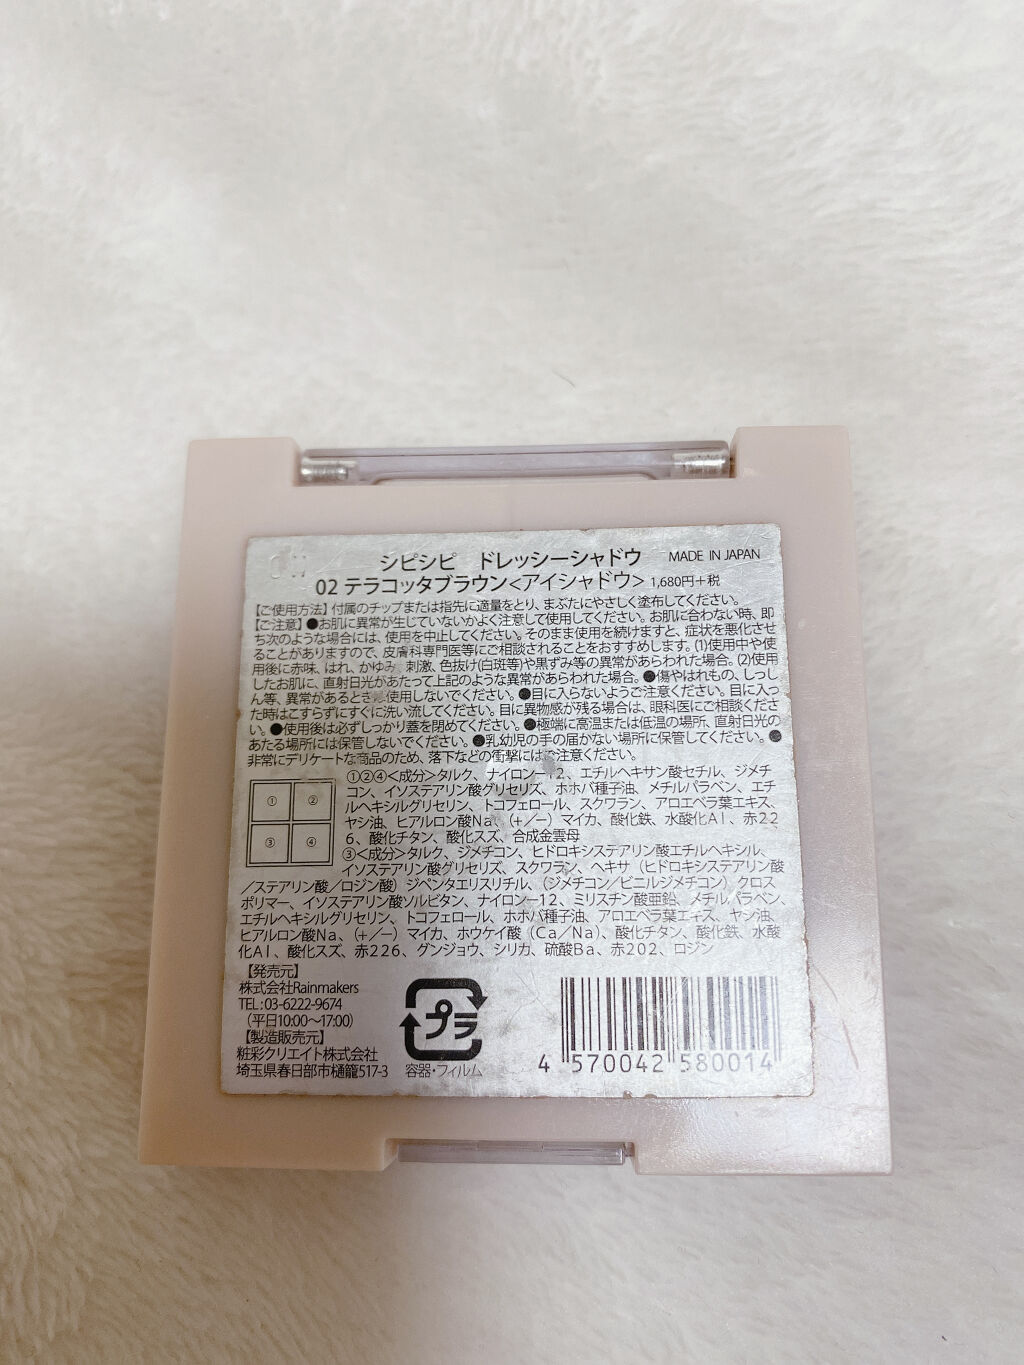 シピシピ ドレッシーシャドウ MADE IN JAPAN
02 テラコッタブラウン<アイシャドウ> 1,680円+税
【ご使用方法】付属のチップまたは指先に適量をとり、まぶたにやさしく塗布してください。
【ご注意】●お肌に異常が生じていないかよく注意して使用してください。お肌に合わない時、即
ち次のような場合には、使用を中止してください。そのまま使用を続けますと、症状を悪化させ
ることがありますので、皮膚科専門医等にご相談されることをおすすめします。(1)使用中や使
用後に赤味、はれ、かゆみ、刺激、色抜け(白斑等)や黒ずみ等の異常があらわれた場合。(2)使用
したお肌に、直射日光があたって上記のような異常があらわれた場合。●傷やはれもの、しっし
ん等、異常があるときは使用しないでください。●目に入らないようご注意ください。目に入っ
た時はこすらずにすぐに洗い流してください。目に異物感が残る場合は、眼科医にご相談くださ
い。●使用後は必ずしっかり蓋を閉めてください。●極端に高温または低温の場所、直射日光の
あたる場所には保管しないでください。●乳幼児の手の届かない場所に保管してください。●
非常にデリケートな商品のため、落下などの衝撃にはご注意ください。
① ② ③ ④
①②④<成分>タルク、ナイロン−12、エチルヘキサン酸セチル、ジメチ
コン、イソステアリン酸グリセリズ、ホホバ種子油、メチルパラベン、エチ
ルヘキシルグリセリン、トコフェロール、スクワラン、アロエベラ葉エキス、
ヤシ油、ヒアルロン酸Na、(+/−)マイカ、酸化鉄、水酸化Al、赤22
6、酸化チタン、酸化スズ、合成金雲母
③<成分>タルク、ジメチコン、ヒドロキシステアリン酸エチルヘキシル、
イソステアリン酸グリセリズ、スクワラン、ヘキサ(ヒドロキシステアリン酸
/ステアリン酸/ロジン酸)ジペンタエリスリチル、(ジメチコン/ビニルジメチコン)クロス
ポリマー、イソステアリン酸ソルビタン、ナイロン−12、ミリスチン酸亜鉛、メチルパラベン、
エチルヘキシルグリセリン、トコフェロール、ホホバ種子油、アロエベラ葉エキス、ヤシ油、
ヒアルロン酸Na、(+/−)マイカ、ホウケイ酸(Ca/Na)、酸化チタン、酸化鉄、水酸
化Al、酸化スズ、赤226、グンジョウ、シリカ、硫酸Ba、赤202、ロジン
【発売元】
株式会社Rainmakers
TEL:03-6222-9674
(平日10:00〜17:00)
【製造販売元】
粧彩クリエイト株式会社
埼玉県春日部市樋籠517-3
プラ
容器・フィルム
4 570042 580014